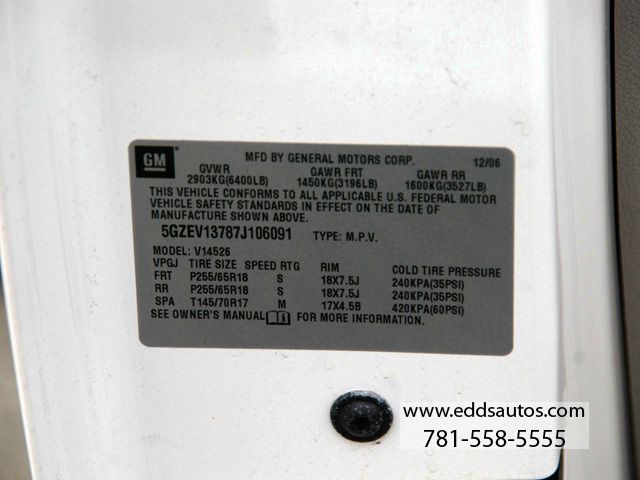 GM
MFD BY GENERAL MOTORS CORP. 12/06
GVWR GAWR FRT GAWR RR
2903KG(6400LB) 1450KG(3196LB) 1600KG(3527LB)
THIS VEHICLE CONFORMS TO ALL APPLICABLE U.S. FEDERAL MOTOR
VEHICLE SAFETY STANDARDS IN EFFECT ON THE DATE OF
MANUFACTURE SHOWN ABOVE.
5GZEV13787J106091 TYPE: M.P.V.
MODEL: V14526
VPGJ TIRE SIZE SPEED RTG RIM COLD TIRE PRESSURE
FRT P255/65R18 S 18X7.5J 240KPA(35PSI)
RR P255/65R18 S 18X7.5J 240KPA(35PSI)
SPA T145/70R17 M 17X4.5B 420KPA(60PSI)
SEE OWNER'S MANUAL FOR MORE INFORMATION.
www.eddsautos.com
781-558-5555